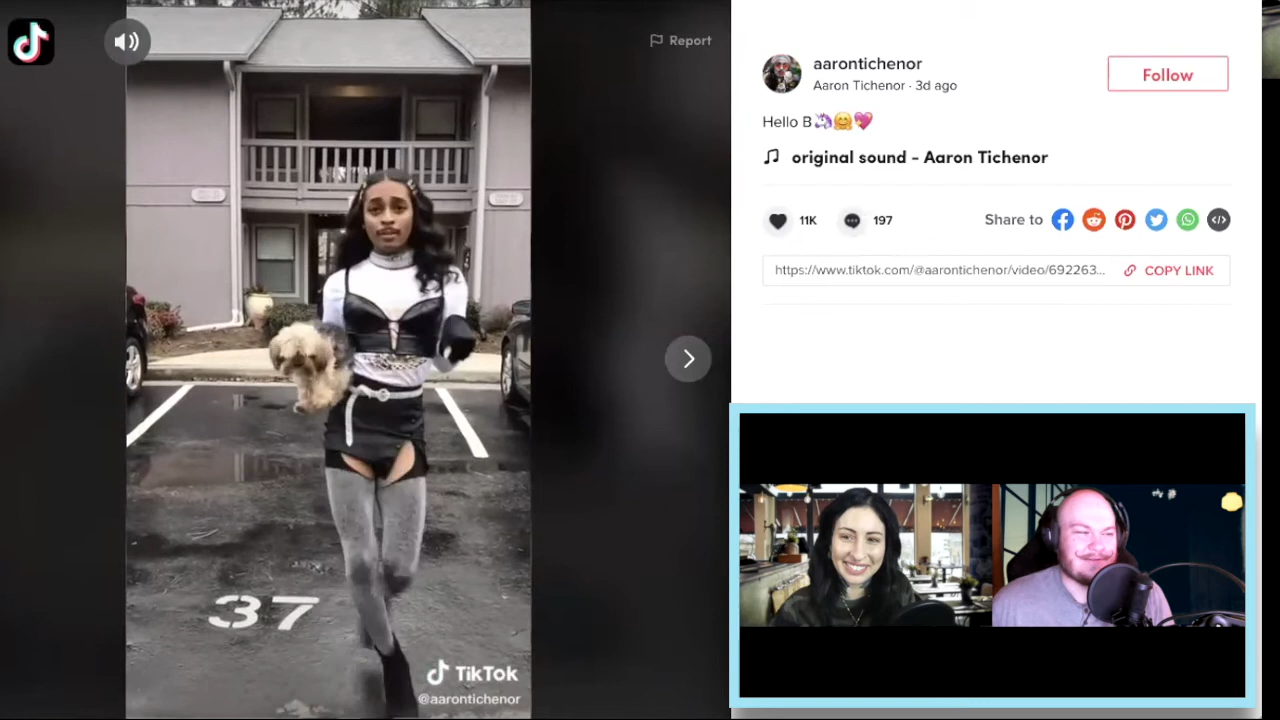 Report
37
TikTok
@aarontichenor
aarontichenor
Aaron Tichenor · 3d ago
Follow
Hello B🦄🤗💖
original sound - Aaron Tichenor
11K
197
Share to
https://www.tiktok.com/@aarontichenor/video/692263...
COPY LINK